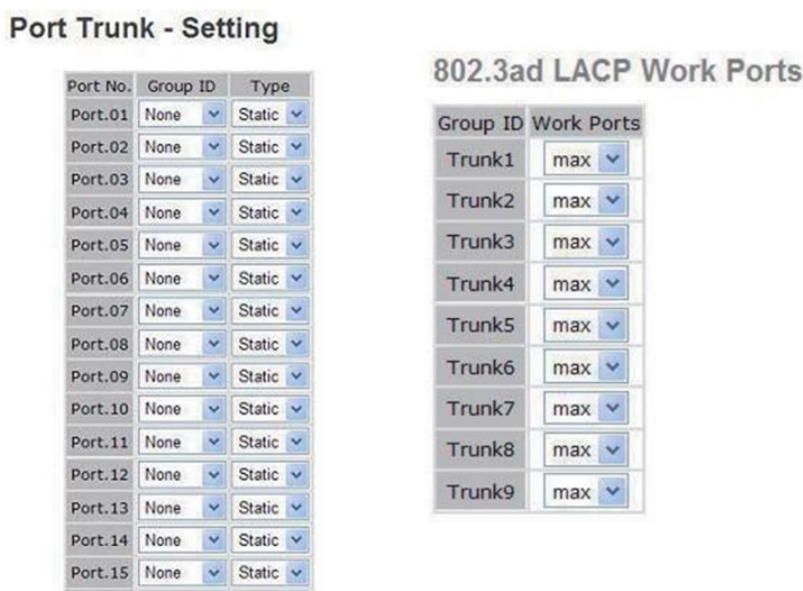 Port Trunk - Setting
Port No. Group ID Type
Port.01 None Static
Port.02 None Static
Port.03 None Static
Port.04 None Static
Port.05 None Static
Port.06 None Static
Port.07 None Static
Port.08 None Static
Port.09 None Static
Port.10 None Static
Port.11 None Static
Port.12 None Static
Port.13 None Static
Port.14 None Static
Port.15 None Static
802.3ad LACP Work Ports
Group ID Work Ports
Trunk1 max
Trunk2 max
Trunk3 max
Trunk4 max
Trunk5 max
Trunk6 max
Trunk7 max
Trunk8 max
Trunk9 max